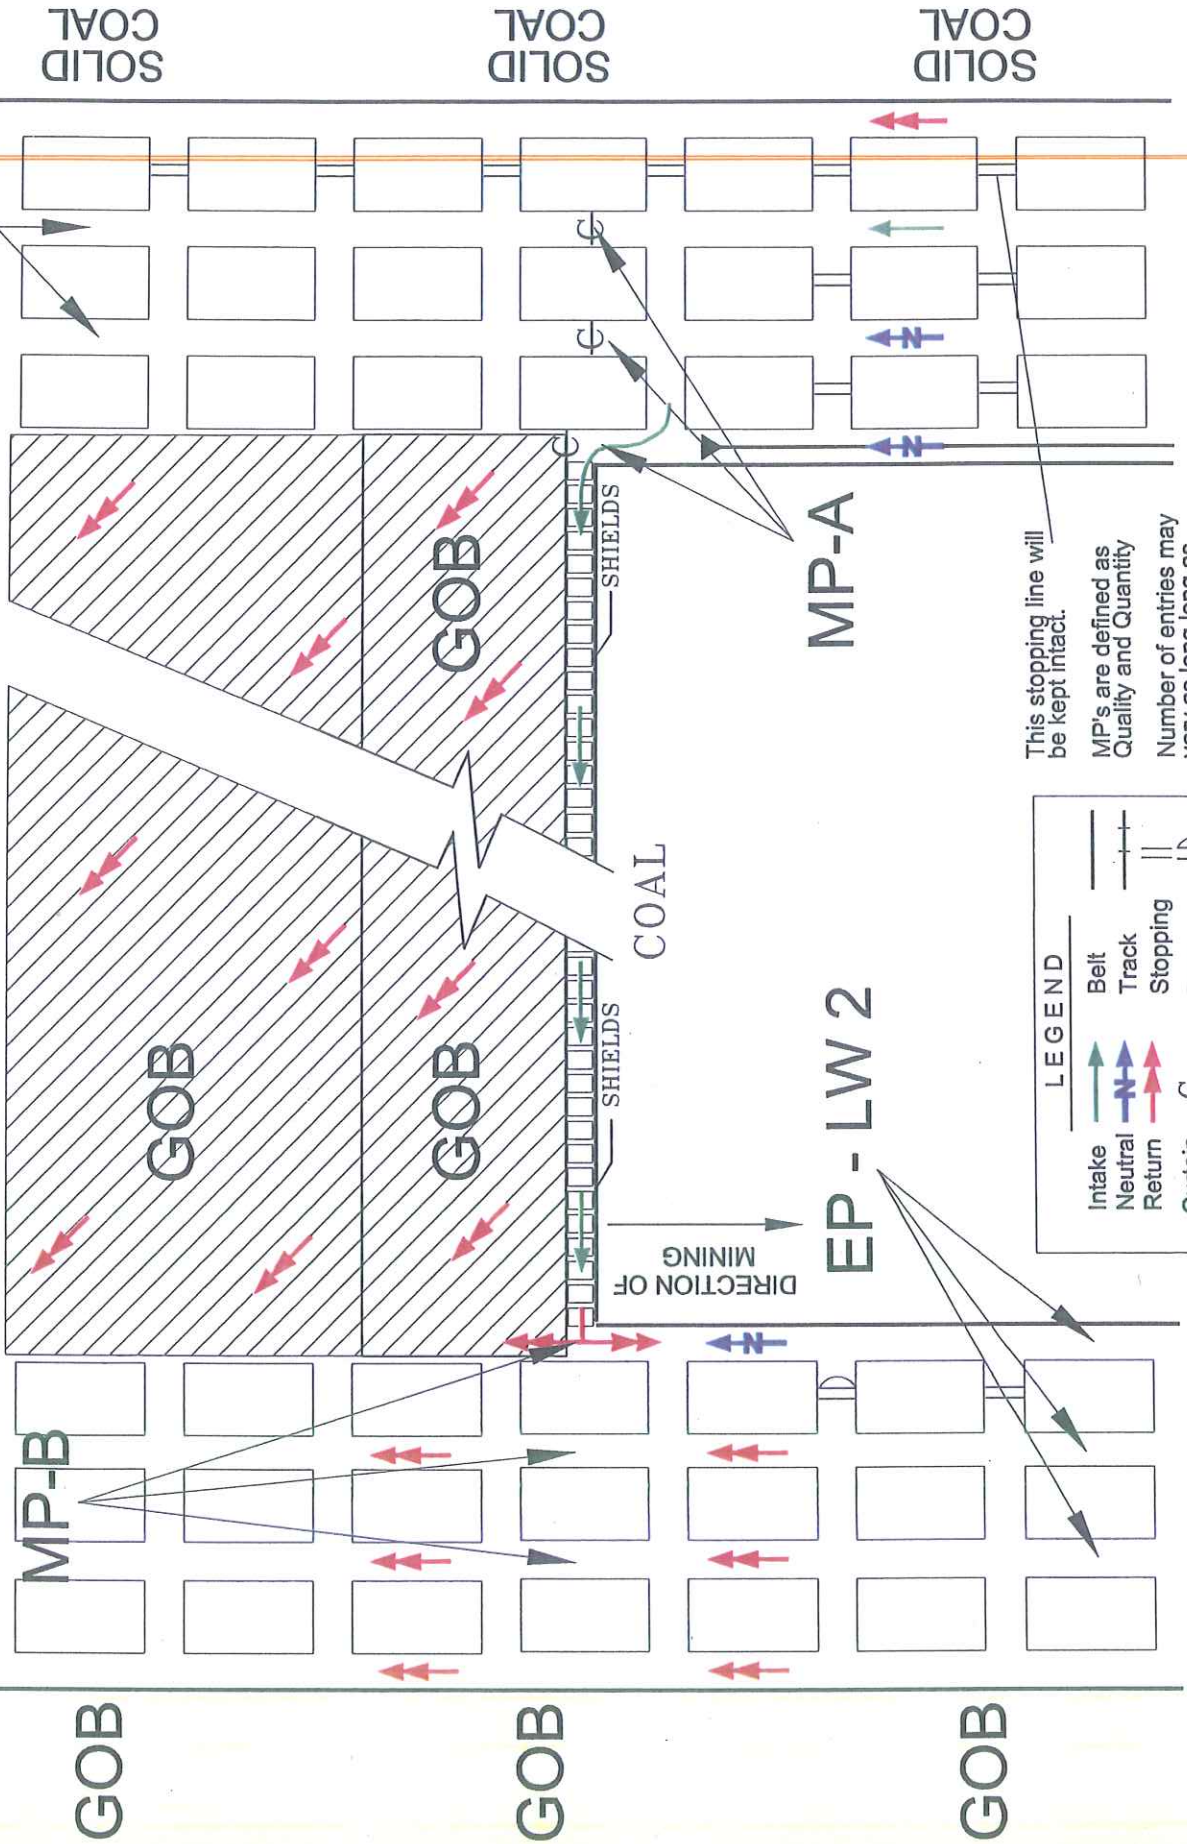 SOLID
COAL
SOLID
COAL
SOLID
COAL
C
C
C
GOB
GOB
GOB
SHIELDS
SHIELDS
COAL
MP-A
MP-B
EP - LW 2
DIRECTION OF
MINING
N
N
N
This stopping line will
be kept intact.
MP's are defined as
Quality and Quantity
Number of entries may
LEGEND
Intake
Belt
Neutral N
Track
Return
Stopping
GOB
GOB
GOB